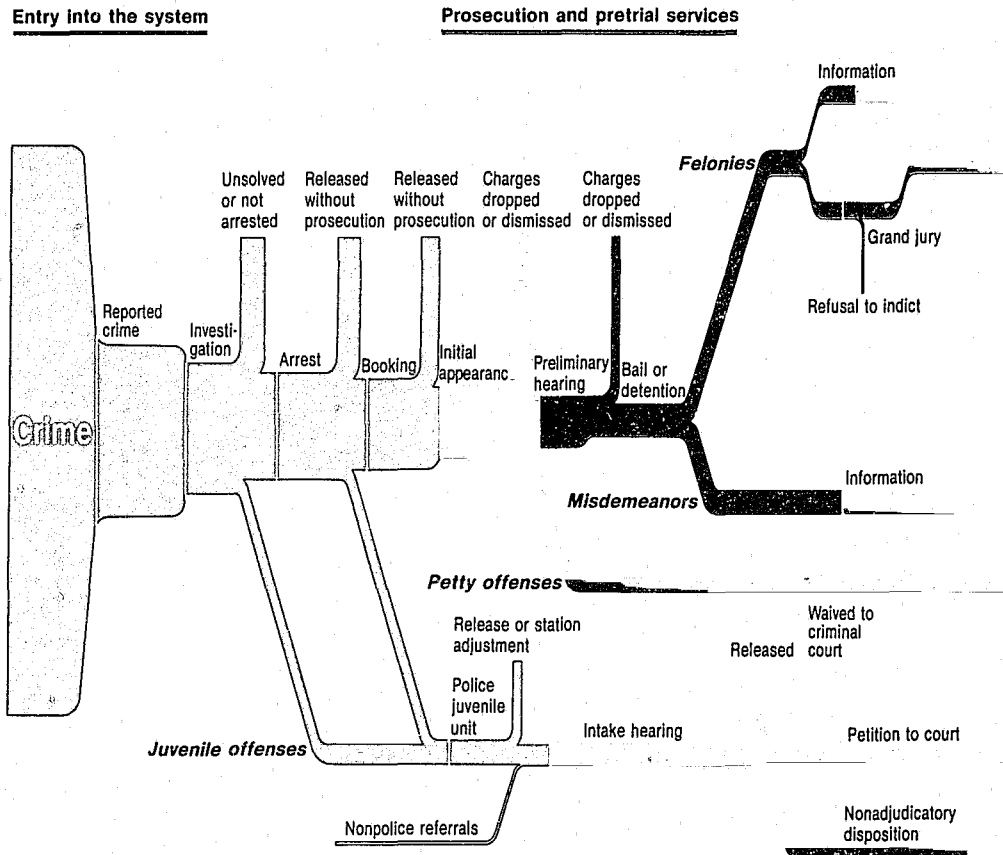 Entry into the system
Prosecution and pretrial services
Information
Felonies
Unsolved
or not
arrested
Released
without
prosecution
Released
without
prosecution
Charges
dropped
or dismissed
Charges
dropped
or dismissed
Grand jury
Refusal to indict
Reported
crime
Investi-
gation
Arrest
Booking
Initial
appearanc
Preliminary
hearing
Bail or
detention
Crime
Information
Misdemeanors
Petty offenses
Release or station
adjustment
Released
Waived to
criminal
court
Police
juvenile
unit
Juvenile offenses
Intake hearing
Petition to court
Nonpolice referrals
Nonadjudicatory
disposition